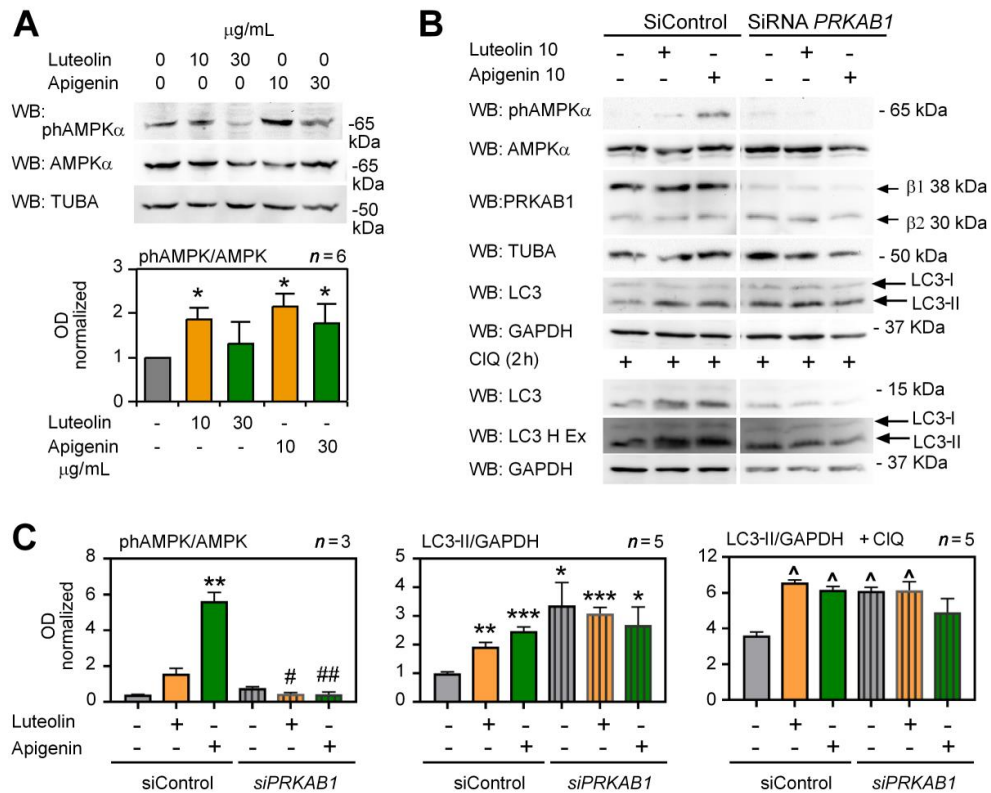 A
μg/mL
Luteolin 0 10 30 0 0
Apigenin 0 0 0 10 30
WB:
phAMPKα
-65
kDa
WB: AMPKα
-65
kDa
WB: TUBA
-50
kDa
phAMPK/AMPK n = 6
3
2
1
0
OD
normalized
* * *
Luteolin - 10 30 - -
Apigenin - - - 10 30
μg/mL
B
SiControl SiRNA PRKAB1
Luteolin 10 - + - - + -
Apigenin 10 - - + - - +
WB: phAMPKα - 65 kDa
WB: AMPKα
WB:PRKAB1
β1 38 kDa
β2 30 kDa
WB: TUBA - 50 kDa
WB: LC3
LC3-I
LC3-II
WB: GAPDH - 37 KDa
ClQ (2h) + + + + + +
WB: LC3 - 15 kDa
WB: LC3 H Ex
LC3-I
LC3-II
WB: GAPDH - 37 KDa
C
phAMPK/AMPK n = 3
8
6
4
2
0
OD
normalized
** # ##
Luteolin - + - - + -
Apigenin - - + - - +
siControl siPRKAB1
LC3-II/GAPDH n = 5
5
4
3
2
1
0
** *** * *** *
- + - - + -
- - + - - +
siControl siPRKAB1
LC3-II/GAPDH + ClQ n = 5
12
6
4
2
0
^ ^ ^ ^
- + - - + -
- - + - - +
siControl siPRKAB1